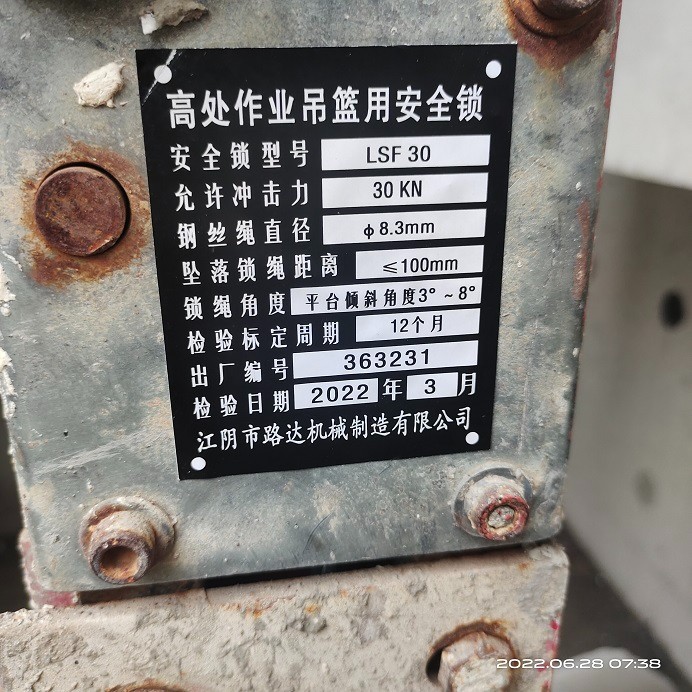 高处作业吊篮用安全锁
安全锁型号 LSF 30
允许冲击力 30 KN
钢丝绳直径 φ8.3mm
坠落锁绳距离 ≤100mm
锁绳角度 平台倾斜角度3°~8°
检验标定周期 12个月
出厂编号 363231
检验日期 2022 年 3 月
江阴市路达机械制造有限公司
2022.06.28 07:38